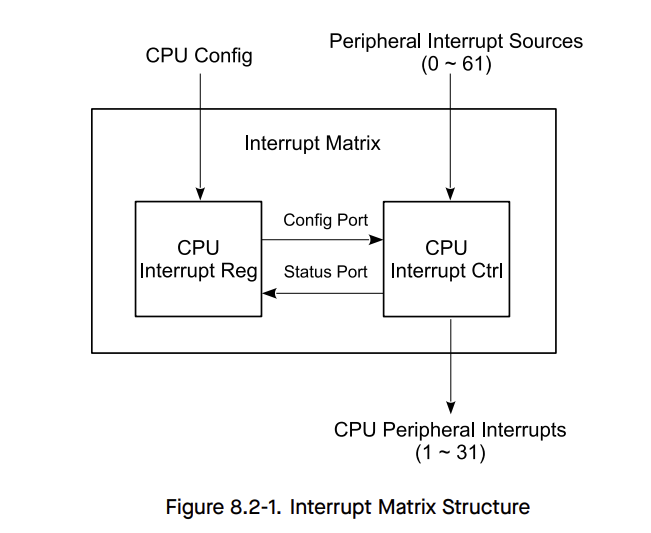 CPU Config
Peripheral Interrupt Sources
(0 ~ 61)
Interrupt Matrix
CPU
Interrupt Reg
Config Port
Status Port
CPU
Interrupt Ctrl
CPU Peripheral Interrupts
(1 ~ 31)
Figure 8.2-1. Interrupt Matrix Structure